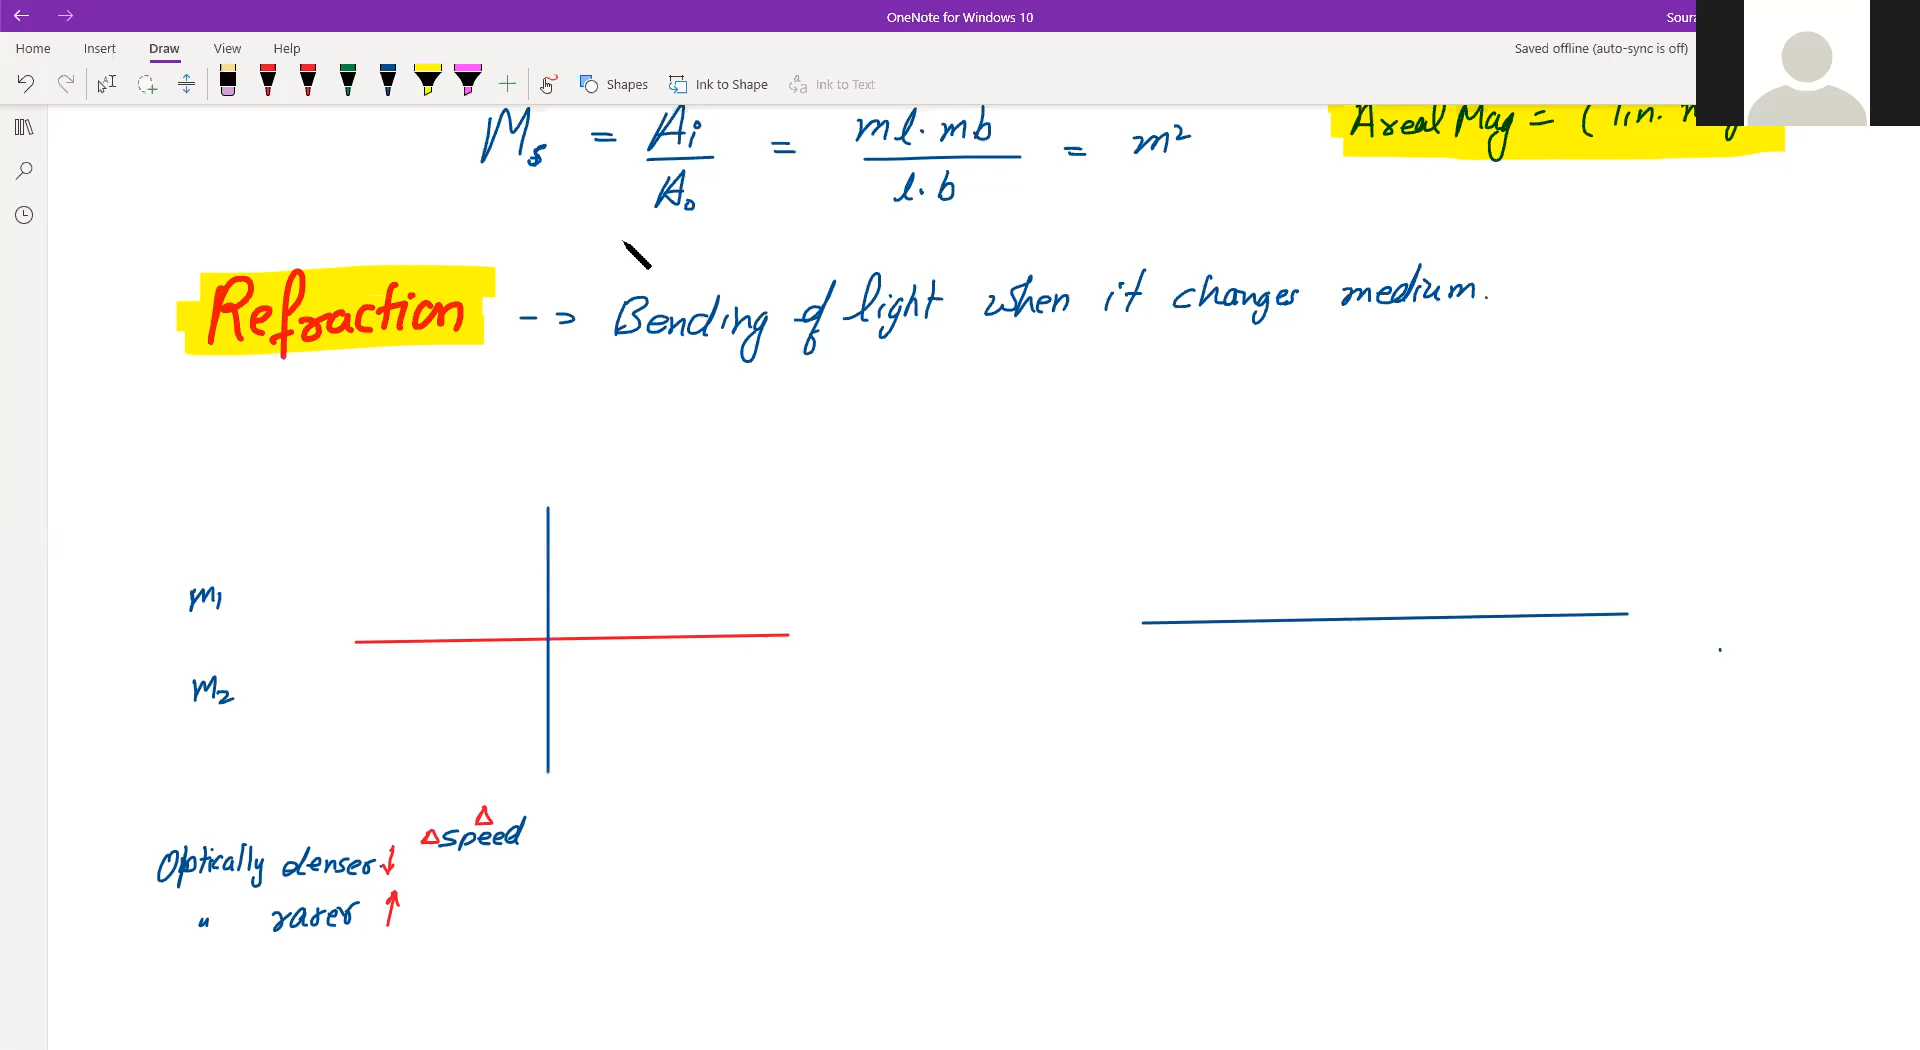 OneNote for Windows 10
Home Insert Draw View Help
Saved offline (auto-sync is off)
Shapes Ink to Shape Ink to Text
Ms = Ai / Ao = ml. mb / l. b = m²
Areal Mag = ( lin.
Refraction --> Bending of light when it changes medium.
m1
m2
Δ
Δspeed
Optically denser ↓
" rarer ↑